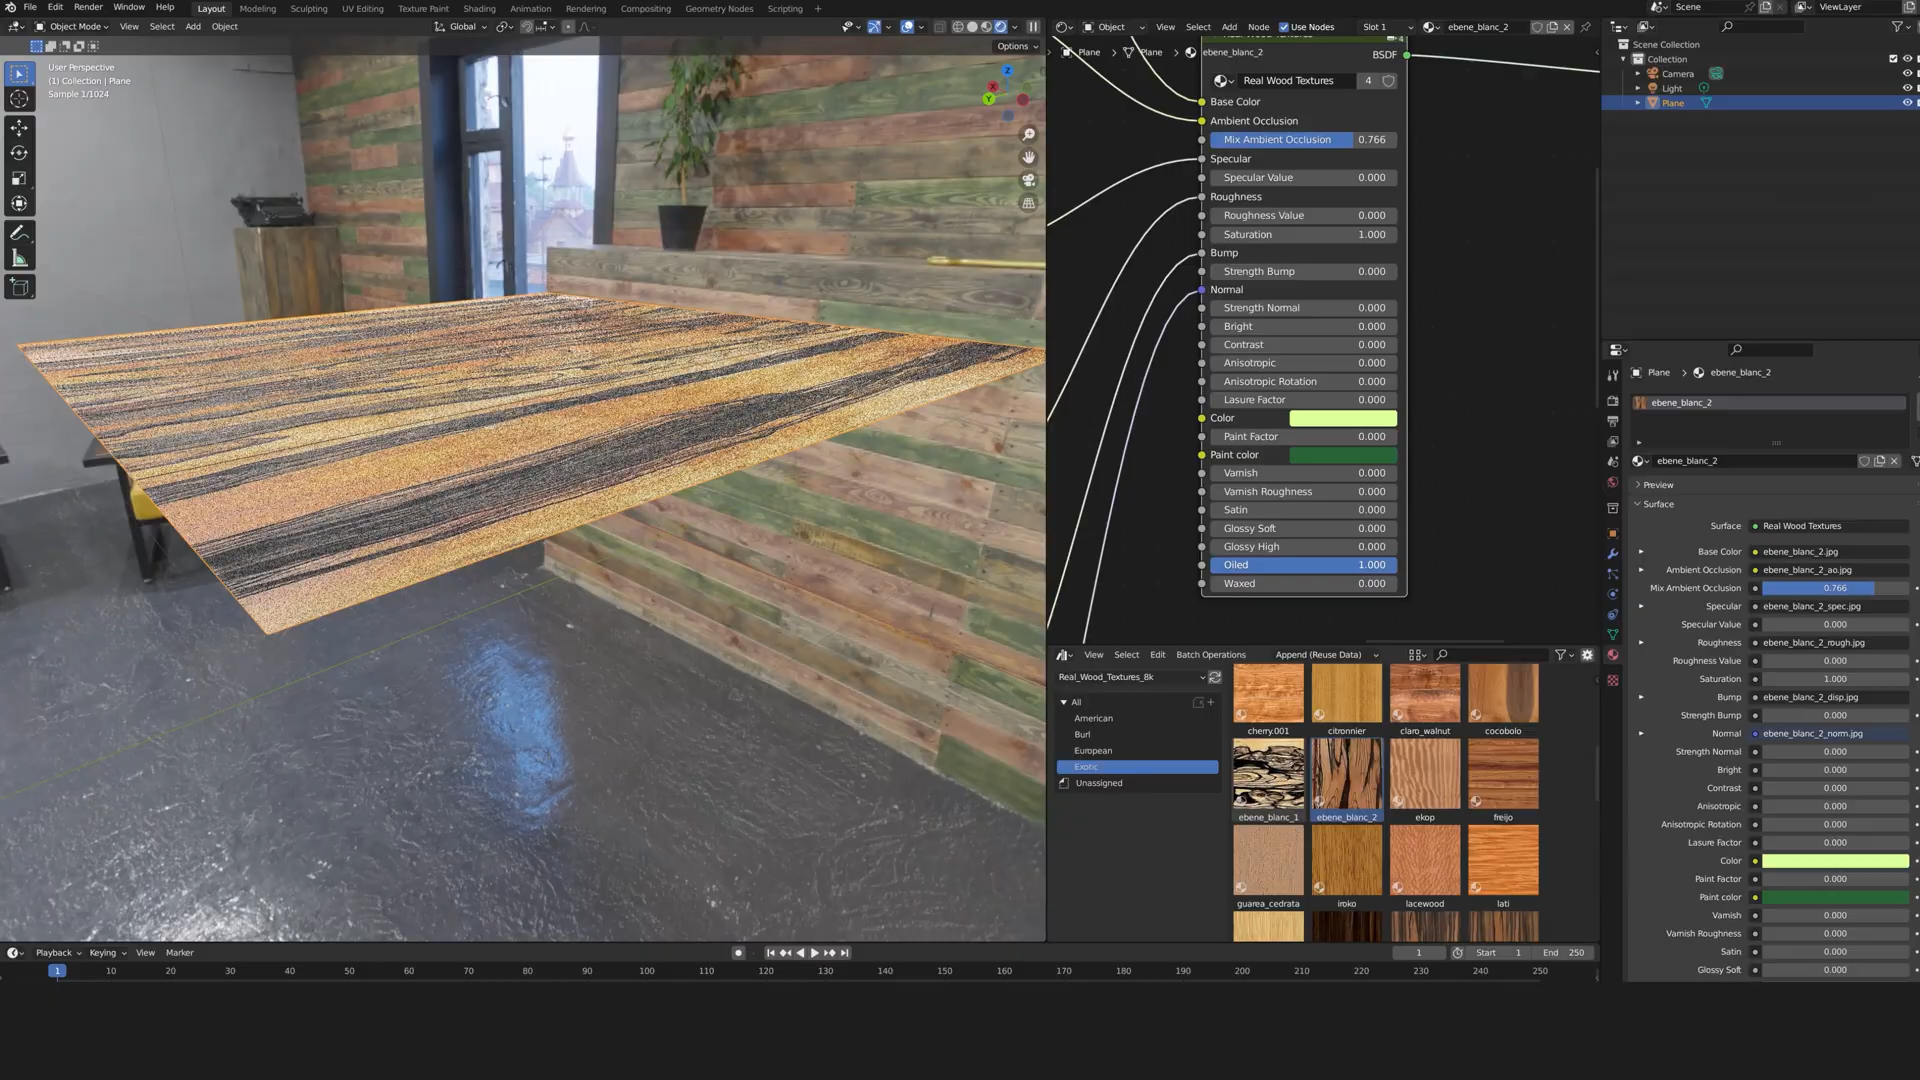 File Edit Render Window Help Layout Modeling Sculpting UV Editing Texture Paint Shading Animation Rendering Compositing Geometry Nodes Scripting + Scene ViewLayer
Object Mode View Select Add Object Global
Options
User Perspective
(1) Collection | Plane
Sample 1/1024
Z
X
Y
Object View Select Add Node Use Nodes Slot 1 ebene_blanc_2
Plane Plane ebene_blanc_2
BSDF
Real Wood Textures 4
Base Color
Ambient Occlusion
Mix Ambient Occlusion 0.766
Specular
Specular Value 0.000
Roughness
Roughness Value 0.000
Saturation 1.000
Bump
Strength Bump 0.000
Normal
Strength Normal 0.000
Bright 0.000
Contrast 0.000
Anisotropic 0.000
Anisotropic Rotation 0.000
Lasure Factor 0.000
Color
Paint Factor 0.000
Paint color
Varnish 0.000
Varnish Roughness 0.000
Satin 0.000
Glossy Soft 0.000
Glossy High 0.000
Oiled 1.000
Waxed 0.000
View Select Edit Batch Operations Append (Reuse Data)
Real_Wood_Textures_8k
All
American
Burl
European
Exotic
Unassigned
cherry.001 citronnier claro_walnut cocobolo
ebene_blanc_1 ebene_blanc_2 ekop freijo
guarea_cedrata iroko lacewood lati
Scene Collection
Collection
Camera
Light
Plane
Plane ebene_blanc_2
ebene_blanc_2
ebene_blanc_2
Preview
Surface
Surface Real Wood Textures
Base Color ebene_blanc_2.jpg
Ambient Occlusion ebene_blanc_2_ao.jpg
Mix Ambient Occlusion 0.766
Specular ebene_blanc_2_spec.jpg
Specular Value 0.000
Roughness ebene_blanc_2_rough.jpg
Roughness Value 0.000
Saturation 1.000
Bump ebene_blanc_2_disp.jpg
Strength Bump 0.000
Normal ebene_blanc_2_norm.jpg
Strength Normal 0.000
Bright 0.000
Contrast 0.000
Anisotropic 0.000
Anisotropic Rotation 0.000
Lasure Factor 0.000
Color
Paint Factor 0.000
Paint color
Varnish 0.000
Varnish Roughness 0.000
Satin 0.000
Glossy Soft 0.000
Playback Keying View Marker 1 Start 1 End 250
1 10 20 30 40 50 60 70 80 90 100 110 120 130 140 150 160 170 180 190 200 210 220 230 240 250